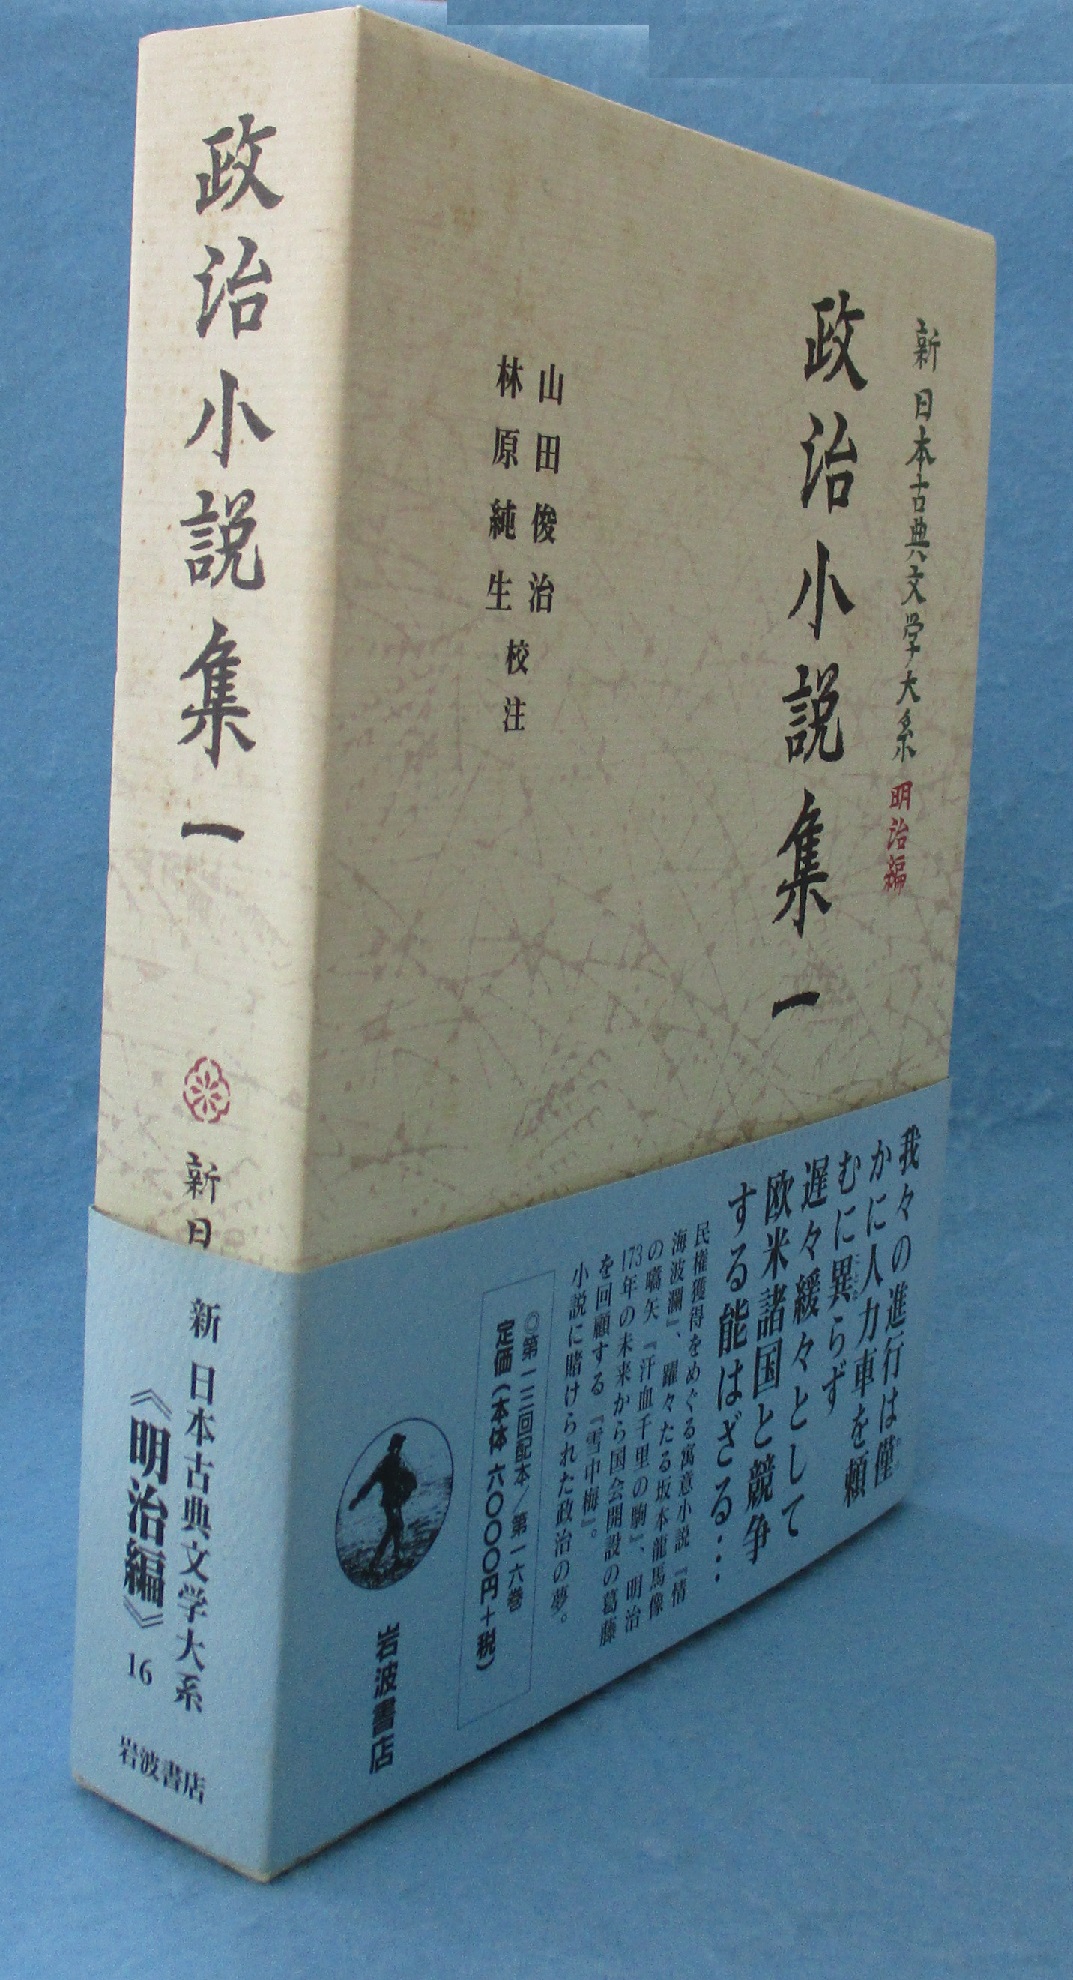 政治小説集 一
新日
新日本古典文学大系
《明治編》
16
岩波書店
新日本古典文学大系 明治編
政治小説集 一
山田俊治
林原純生
校注
我々の進行は僅
かに人力車を頼
むに異らず
遅々緩々として
欧米諸国と競争
する能はざる…
民権獲得をめぐる寓意小説『情
海波瀾』、躍々たる坂本龍馬像
の嚆矢『汗血千里の駒』、明治
173年の未来から国会開設の葛藤
を回顧する『雪中梅』。
小説に賭けられた政治の夢。
◎第一三回配本/第一六巻
定価(本体 六〇〇〇円+税)
岩波書店